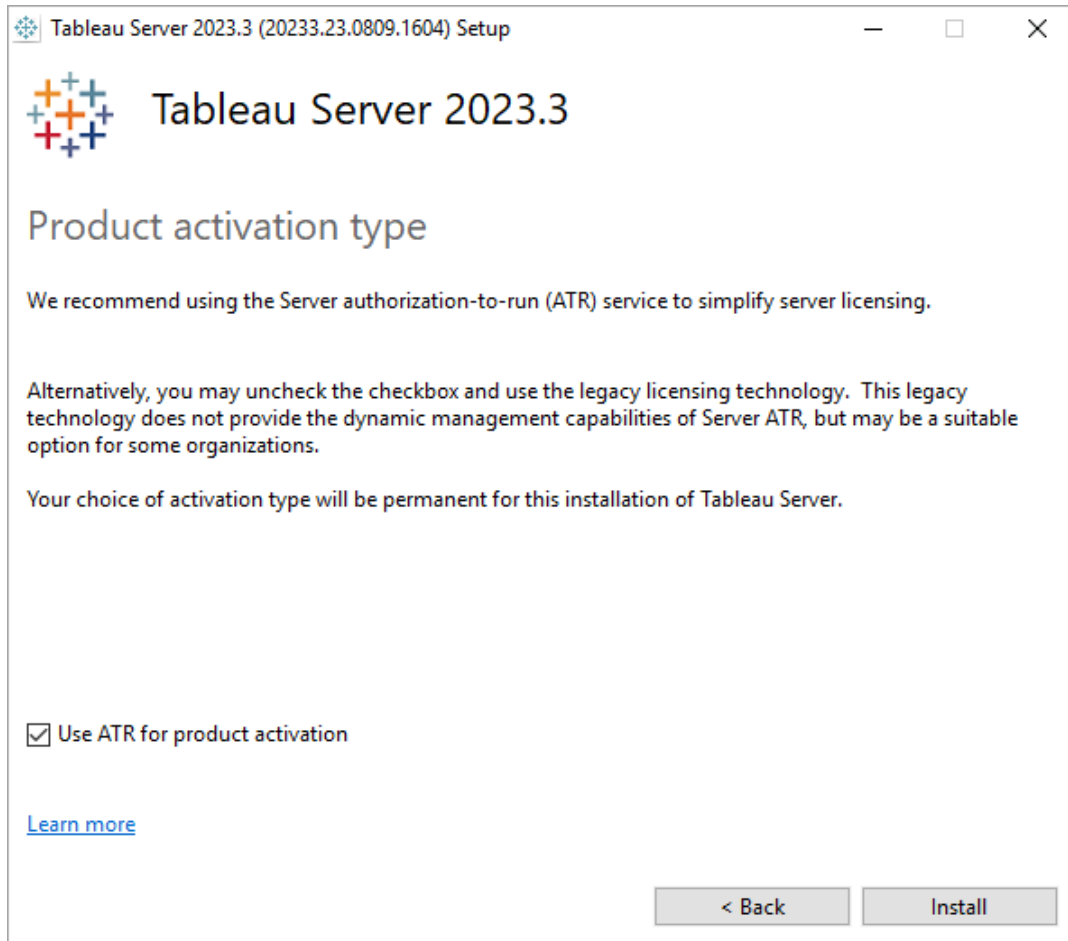 Tableau Server 2023.3 (20233.23.0809.1604) Setup
Tableau Server 2023.3
Product activation type
We recommend using the Server authorization-to-run (ATR) service to simplify server licensing.
Alternatively, you may uncheck the checkbox and use the legacy licensing technology.  This legacy
technology does not provide the dynamic management capabilities of Server ATR, but may be a suitable
option for some organizations.
Your choice of activation type will be permanent for this installation of Tableau Server.
Use ATR for product activation
Learn more
< Back
Install